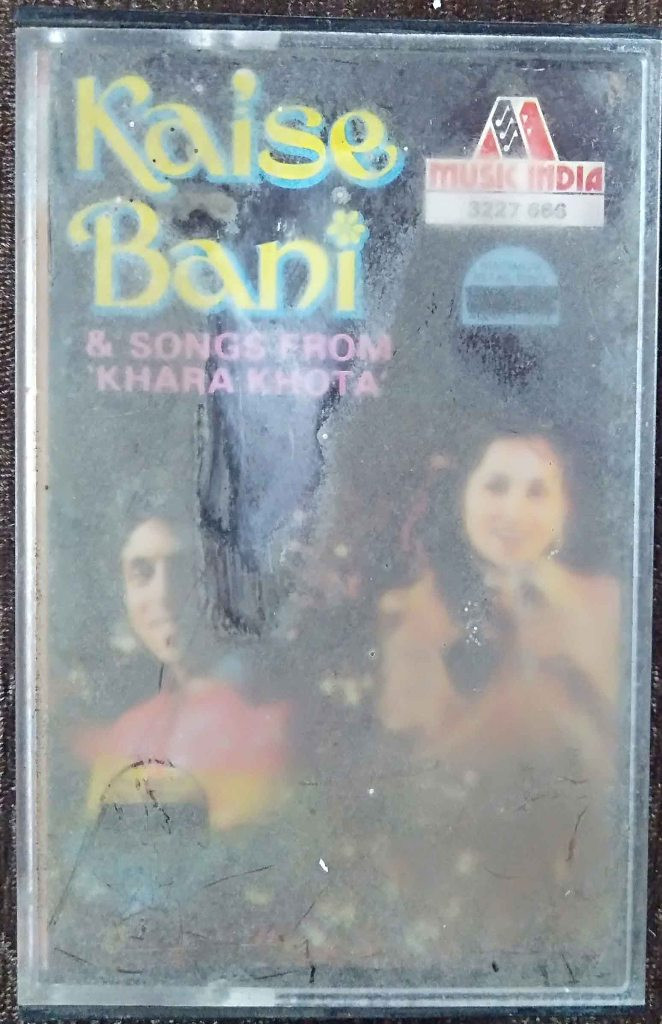 Kaise
Bani
& SONGS FROM
'KHARA KHOTA'
MUSIC INDIA
3227 666